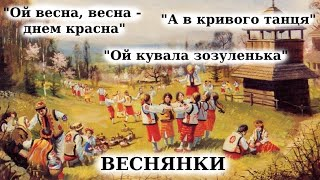 "Ой весна, весна -
днем красна"
"А в кривого танця"
"Ой кувала зозуленька"
ВЕСНЯНКИ